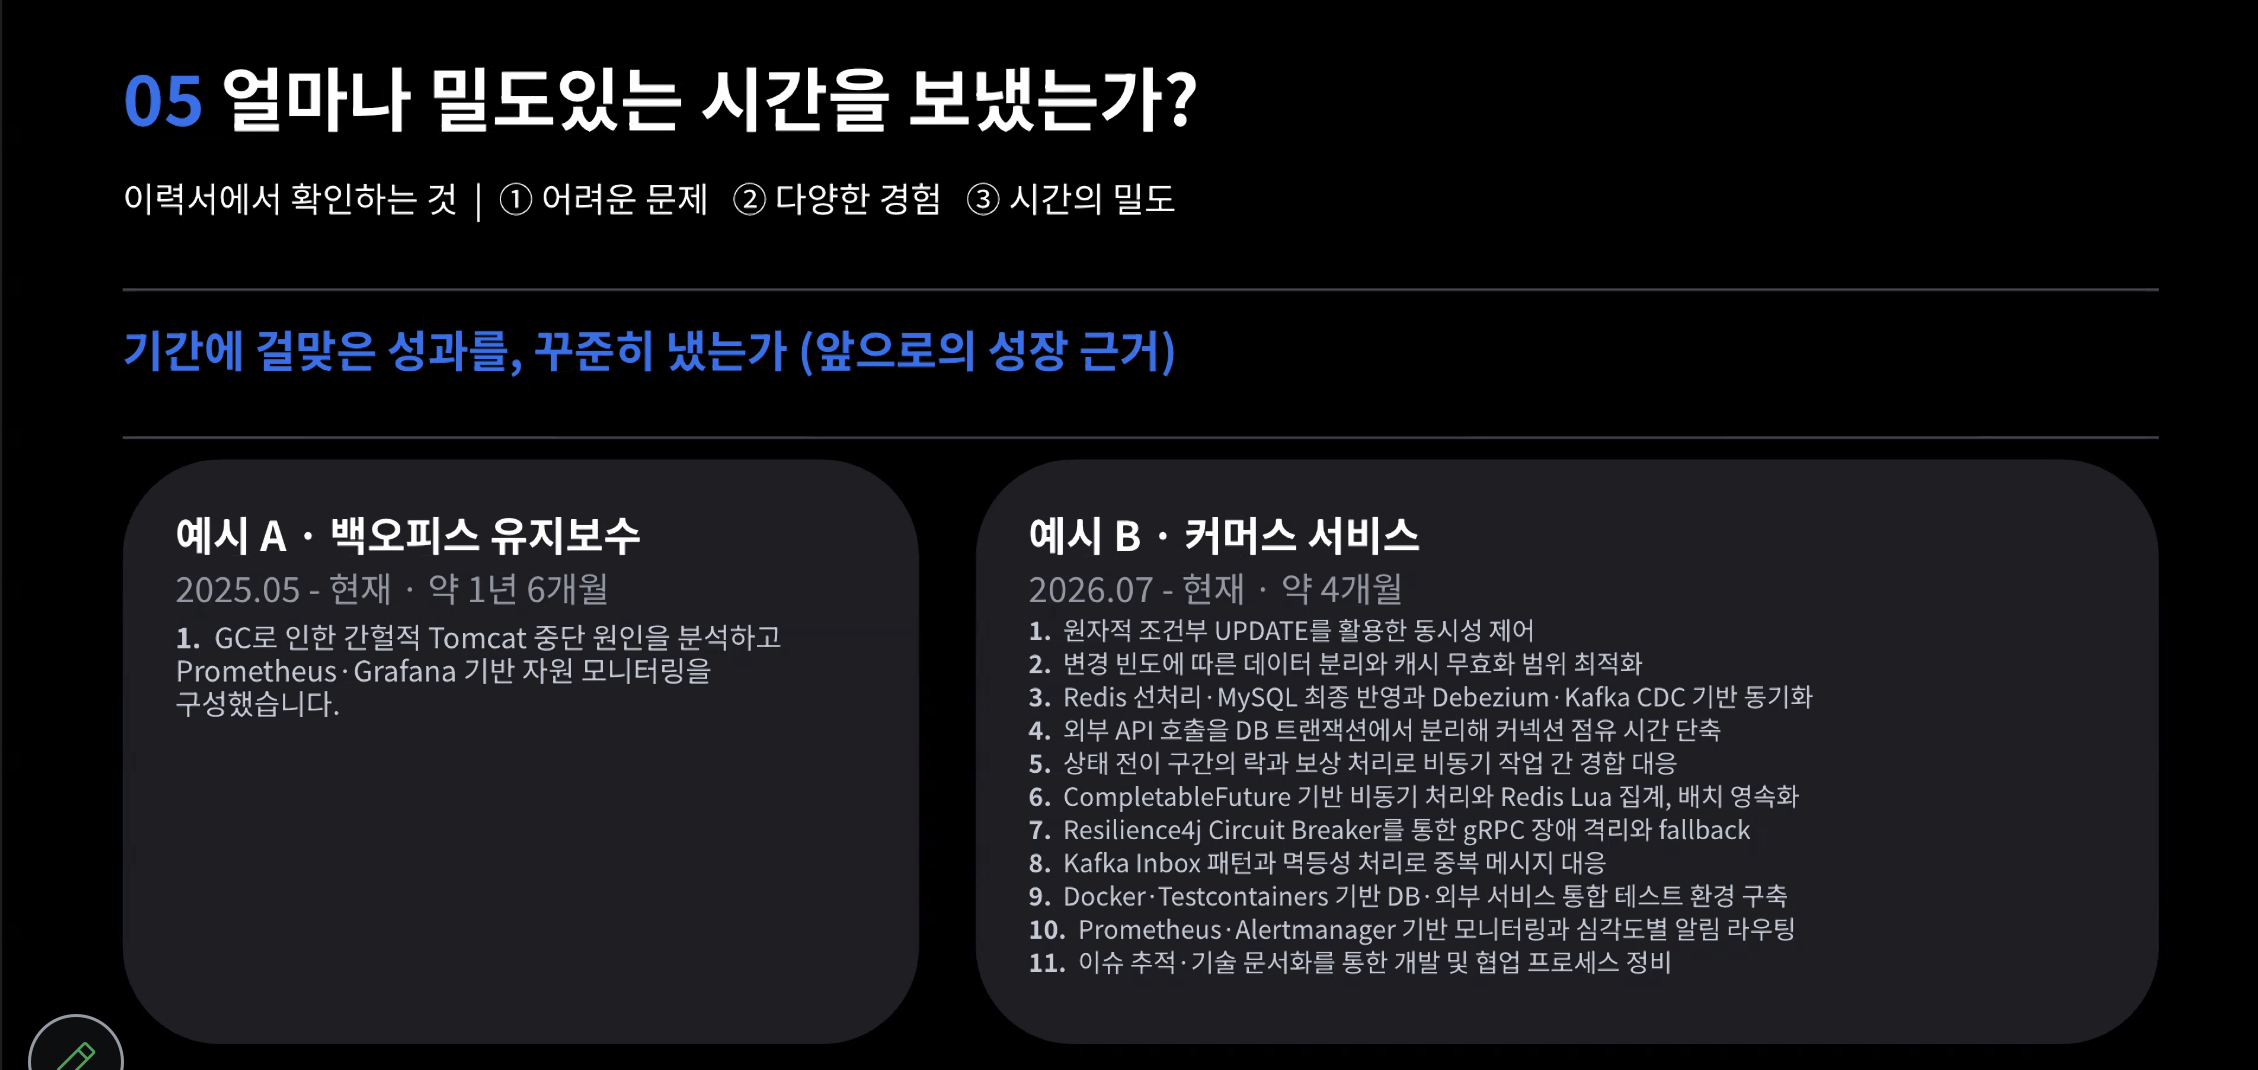 05 얼마나 밀도있는 시간을 보냈는가?
이력서에서 확인하는 것 | ① 어려운 문제 ② 다양한 경험 ③ 시간의 밀도
기간에 걸맞은 성과를, 꾸준히 냈는가 (앞으로의 성장 근거)
예시 A · 백오피스 유지보수
2025.05 - 현재 · 약 1년 6개월
1. GC로 인한 간헐적 Tomcat 중단 원인을 분석하고
Prometheus·Grafana 기반 자원 모니터링을
구성했습니다.
예시 B · 커머스 서비스
2026.07 - 현재 · 약 4개월
1. 원자적 조건부 UPDATE를 활용한 동시성 제어
2. 변경 빈도에 따른 데이터 분리와 캐시 무효화 범위 최적화
3. Redis 선처리·MySQL 최종 반영과 Debezium·Kafka CDC 기반 동기화
4. 외부 API 호출을 DB 트랜잭션에서 분리해 커넥션 점유 시간 단축
5. 상태 전이 구간의 락과 보상 처리로 비동기 작업 간 경합 대응
6. CompletableFuture 기반 비동기 처리와 Redis Lua 집계, 배치 영속화
7. Resilience4j Circuit Breaker를 통한 gRPC 장애 격리와 fallback
8. Kafka Inbox 패턴과 멱등성 처리로 중복 메시지 대응
9. Docker·Testcontainers 기반 DB·외부 서비스 통합 테스트 환경 구축
10. Prometheus·Alertmanager 기반 모니터링과 심각도별 알림 라우팅
11. 이슈 추적·기술 문서화를 통한 개발 및 협업 프로세스 정비